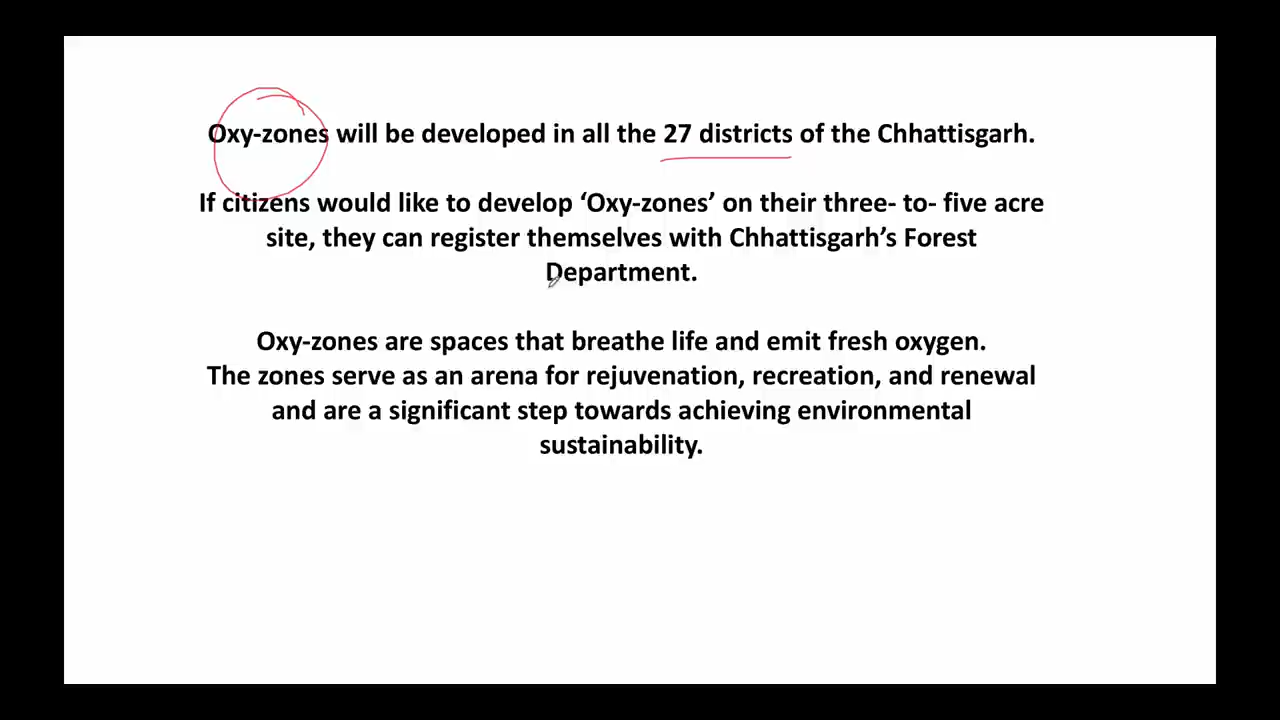 Oxy-zones will be developed in all the 27 districts of the Chhattisgarh.
If citizens would like to develop ‘Oxy-zones’ on their three- to- five acre
site, they can register themselves with Chhattisgarh’s Forest
Department.
Oxy-zones are spaces that breathe life and emit fresh oxygen.
The zones serve as an arena for rejuvenation, recreation, and renewal
and are a significant step towards achieving environmental
sustainability.